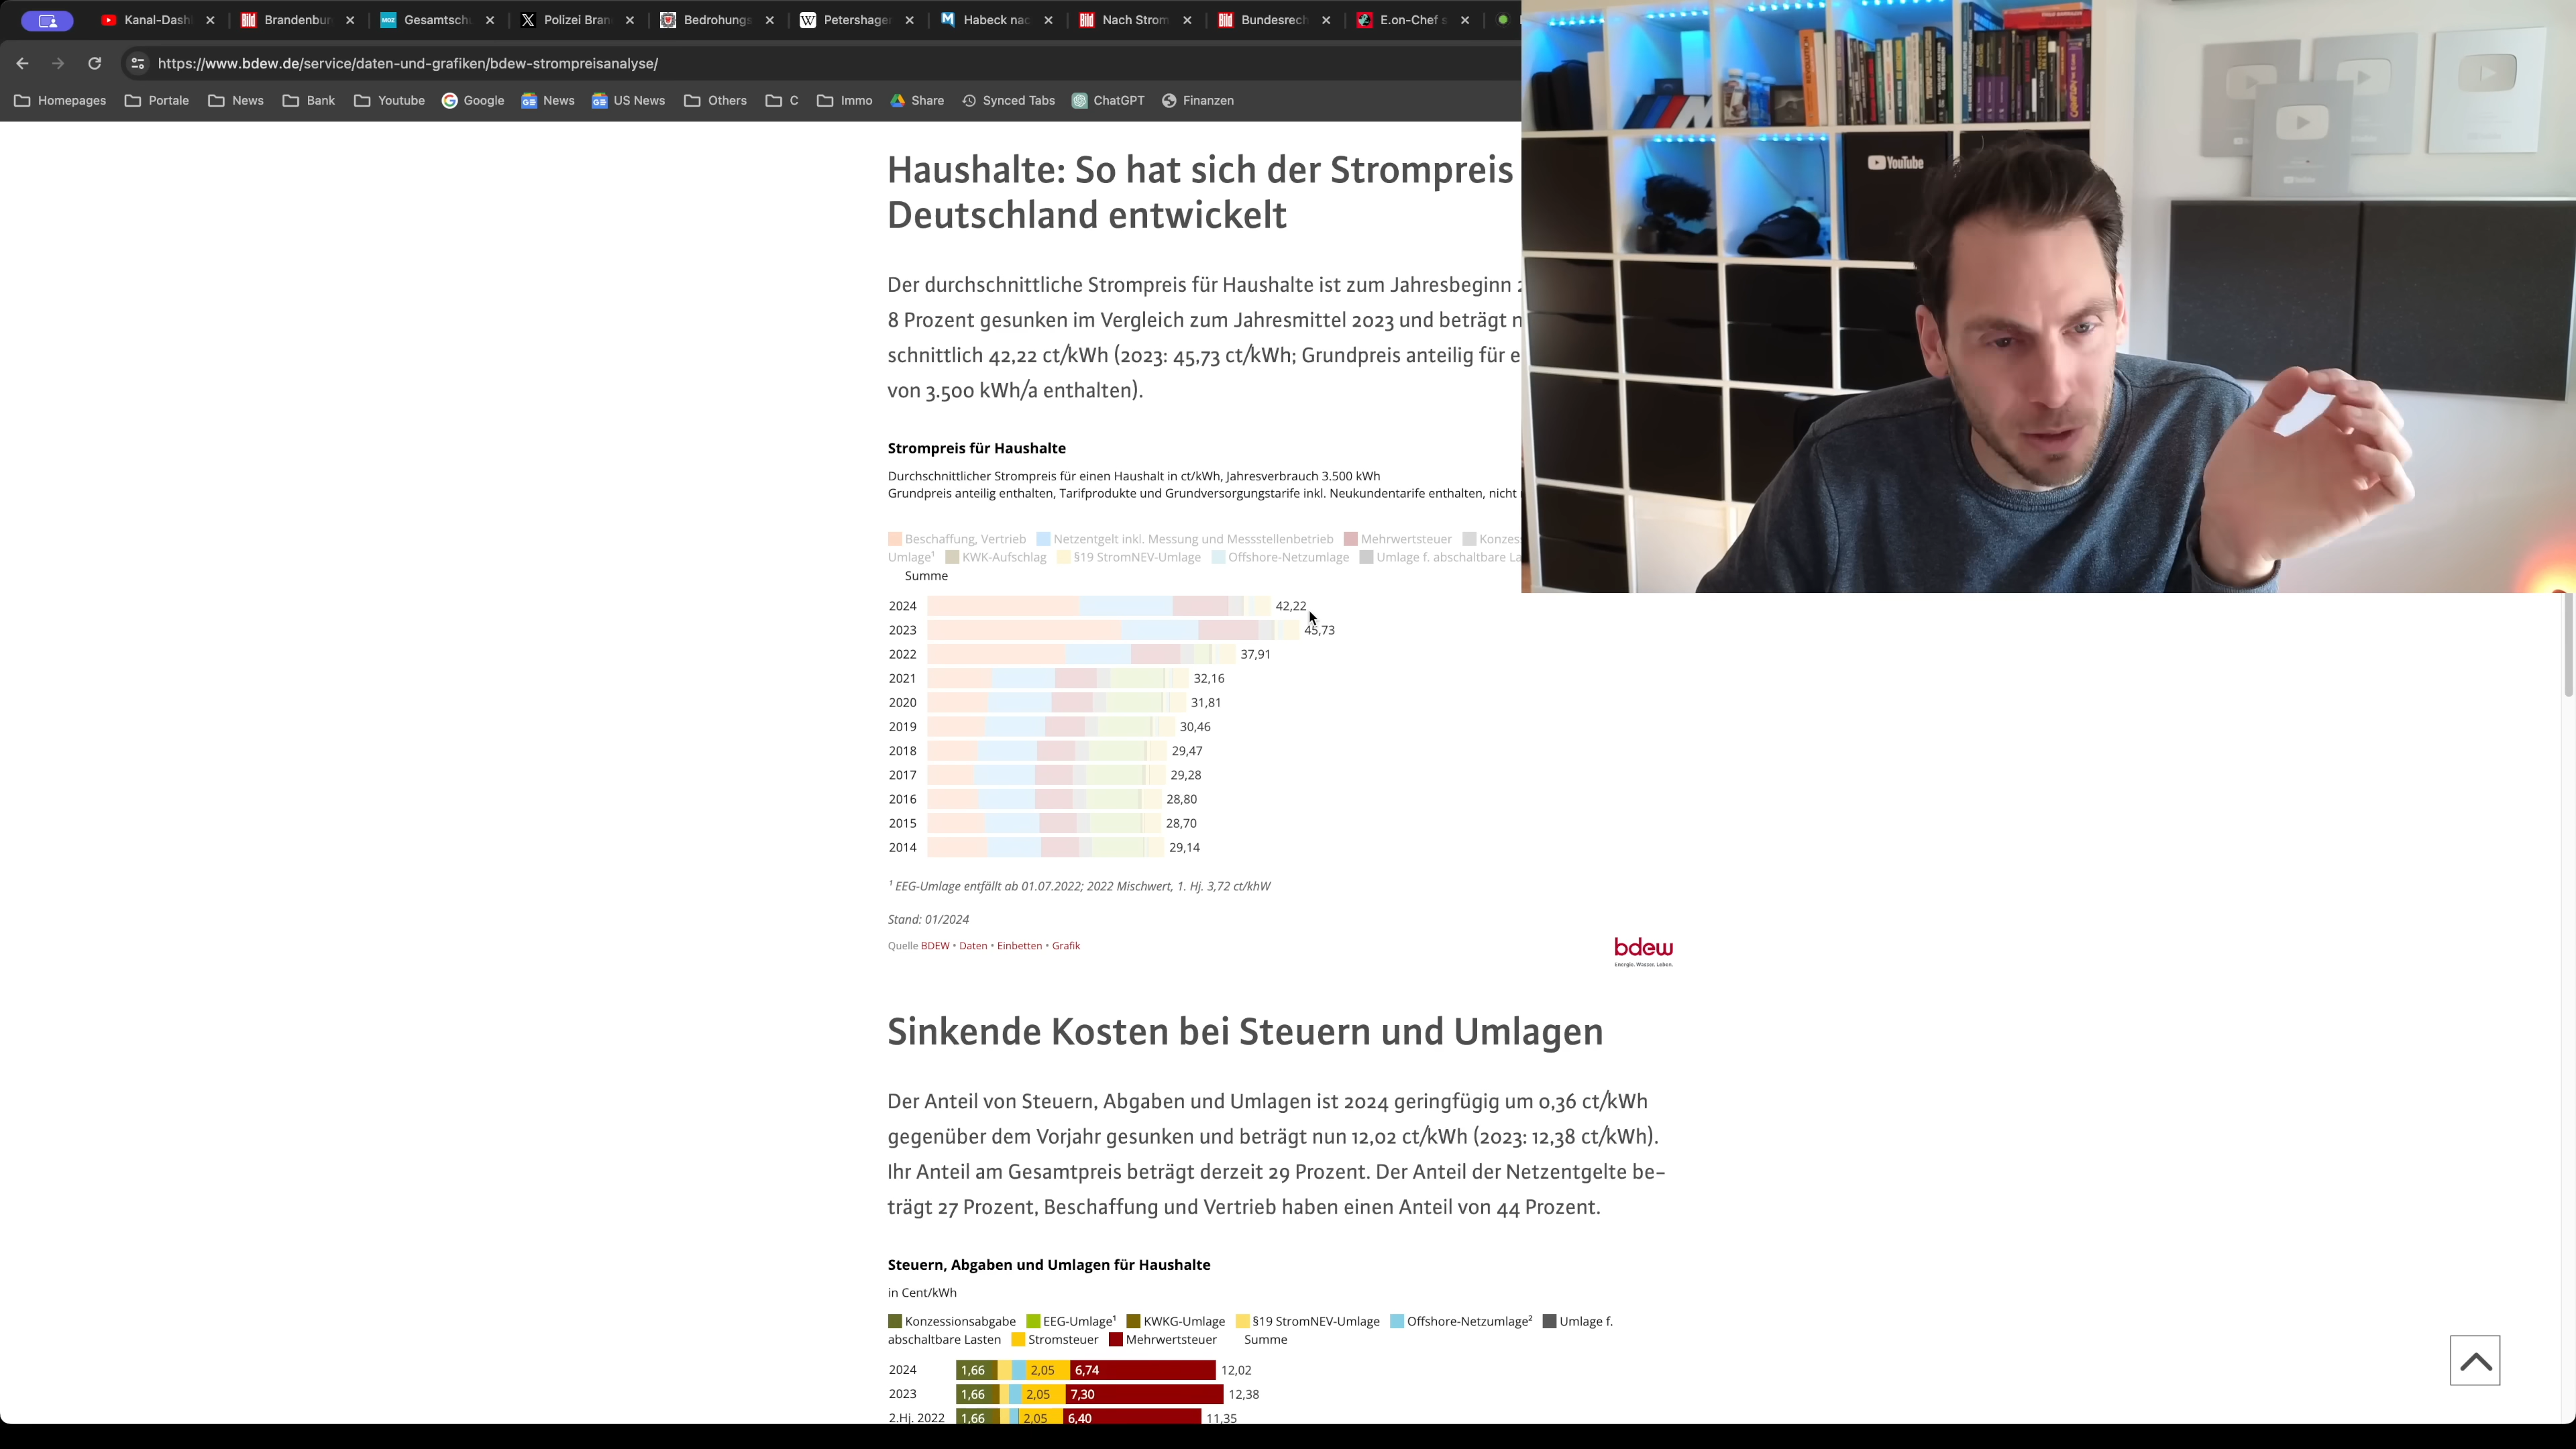 Kanal-Dash
Brandenbur
MOZ Gesamtschu
Polizei Bran
Bedrohungs
W Petershage
Habeck nac
Bild Nach Strom
Bild Bundesrech
E.on-Chef s
https://www.bdew.de/service/daten-und-grafiken/bdew-strompreisanalyse/
Homepages Portale News Bank Youtube Google News US News Others C Immo Share Synced Tabs ChatGPT Finanzen
YouTube
Haushalte: So hat sich der Strompreis
Deutschland entwickelt
Der durchschnittliche Strompreis für Haushalte ist zum Jahresbeginn
8 Prozent gesunken im Vergleich zum Jahresmittel 2023 und beträgt n
schnittlich 42,22 ct/kWh (2023: 45,73 ct/kWh; Grundpreis anteilig für e
von 3.500 kWh/a enthalten).
Strompreis für Haushalte
Durchschnittlicher Strompreis für einen Haushalt in ct/kWh, Jahresverbrauch 3.500 kWh
Grundpreis anteilig enthalten, Tarifprodukte und Grundversorgungstarife inkl. Neukundentarife enthalten, nicht
Beschaffung, Vertrieb Netzentgelt inkl. Messung und Messstellenbetrieb Mehrwertsteuer Konzes
Umlage¹ KWK-Aufschlag §19 StromNEV-Umlage Offshore-Netzumlage Umlage f. abschaltbare La
Summe
2024 42,22
2023 45,73
2022 37,91
2021 32,16
2020 31,81
2019 30,46
2018 29,47
2017 29,28
2016 28,80
2015 28,70
2014 29,14
¹ EEG-Umlage entfällt ab 01.07.2022; 2022 Mischwert, 1. Hj. 3,72 ct/khW
Stand: 01/2024
Quelle BDEW • Daten • Einbetten • Grafik
bdew
Energie. Wasser. Leben.
Sinkende Kosten bei Steuern und Umlagen
Der Anteil von Steuern, Abgaben und Umlagen ist 2024 geringfügig um 0,36 ct/kWh
gegenüber dem Vorjahr gesunken und beträgt nun 12,02 ct/kWh (2023: 12,38 ct/kWh).
Ihr Anteil am Gesamtpreis beträgt derzeit 29 Prozent. Der Anteil der Netzentgelte be-
trägt 27 Prozent, Beschaffung und Vertrieb haben einen Anteil von 44 Prozent.
Steuern, Abgaben und Umlagen für Haushalte
in Cent/kWh
Konzessionsabgabe EEG-Umlage¹ KWKG-Umlage §19 StromNEV-Umlage Offshore-Netzumlage² Umlage f.
abschaltbare Lasten Stromsteuer Mehrwertsteuer Summe
2024 1,66 2,05 6,74 12,02
2023 1,66 2,05 7,30 12,38
2.Hj. 2022 1,66 2,05 6,40 11,35